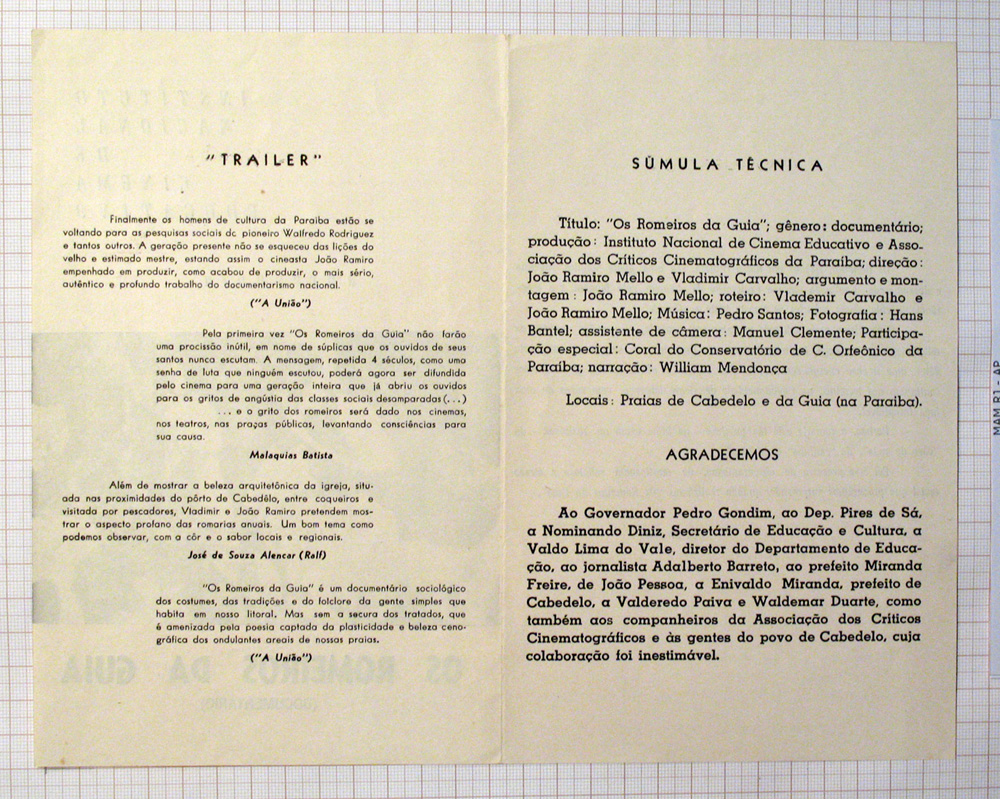 "TRAILER"
Finalmente os homens de cultura da Paraiba estão se
voltando para as pesquisas sociais dc pioneiro Walfredo Rodriguez
e tantos outros. A geração presente não se esqueceu das lições do
velho e estimado mestre, estando assim o cineasta João Ramiro
empenhado em produzir, como acabou de produzir, o mais sério,
autêntico e profundo trabalho do documentarismo nacional.
("A União")
Pela primeira vez "Os Romeiros da Guia" não farão
uma procissão inútil, em nome de súplicas que os ouvidos de seus
santos nunca escutam. A mensagem, repetida 4 séculos, como uma
senha de luta que ninguém escutou, poderá agora ser difundida
pelo cinema para uma geração inteira que já abriu os ouvidos
para os gritos de angústia das classes sociais desamparadas (...)
... e o grito dos romeiros será dado nos cinemas,
nos teatros, nas praças públicas, levantando consciências para
sua causa.
Malaquias Batista
Além de mostrar a beleza arquitetônica da igreja, situ-
ada nas proximidades do pôrto de Cabedêlo, entre coqueiros e
visitada por pescadores, Vladimir e João Ramiro pretendem mos-
trar o aspecto profano das romarias anuais. Um bom tema como
podemos observar, com a côr e o sabor locais e regionais.
José de Souza Alencar (Ralf)
"Os Romeiros da Guia" é um documentário sociológico
dos costumes, das tradições e do folclore da gente simples que
habita em nosso litoral. Mas sem a secura dos tratados, porque
é amenizada pela poesia captada da plasticidade e beleza ceno-
gráfica dos ondulantes areais de nossas praias.
("A União")
SÚMULA TÉCNICA
Título: "Os Romeiros da Guia"; gênero: documentário;
produção: Instituto Nacional de Cinema Educativo e Asso-
ciação dos Críticos Cinematográficos da Paraíba; direção:
João Ramiro Mello e Vladimir Carvalho; argumento e mon-
tagem: João Ramiro Mello; roteiro: Vlademir Carvalho e
João Ramiro Mello; Música: Pedro Santos; Fotografia: Hans
Bantel; assistente de câmera: Manuel Clemente; Participa-
ção especial: Coral do Conservatório de C. Orfeônico da
Paraíba; narração: William Mendonça
Locais: Praias de Cabedelo e da Guia (na Paraiba).
AGRADECEMOS
Ao Governador Pedro Gondim, ao Dep. Pires de Sá,
a Nominando Diniz, Secretário de Educação e Cultura, a
Valdo Lima do Vale, diretor do Departamento de Educa-
ção, ao jornalista Adalberto Barreto, ao prefeito Miranda
Freire, de João Pessoa, a Enivaldo Miranda, prefeito de
Cabedelo, a Valderedo Paiva e Waldemar Duarte, como
também aos companheiros da Associação dos Críticos
Cinematográficos e às gentes do povo de Cabedelo, cuja
colaboração foi inestimável.
MAM RJ - AP
OS ROMEIROS DA GUIA